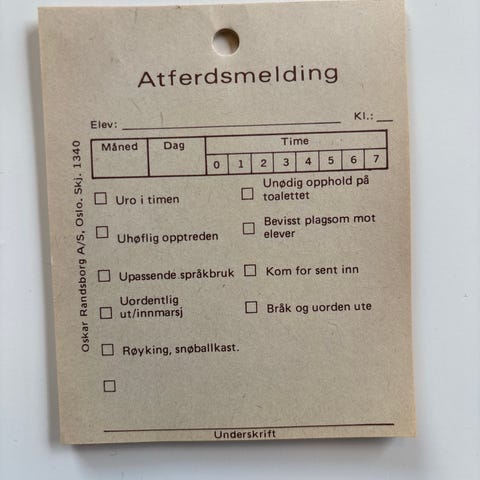 Atferdsmelding
Elev: Kl.:
Måned Dag Time
0 1 2 3 4 5 6 7
Uro i timen
Unødig opphold på
toalettet
Uhøflig opptreden
Bevisst plagsom mot
elever
Upassende språkbruk
Kom for sent inn
Uordentlig
ut/innmarsj
Bråk og uorden ute
Røyking, snøballkast.
Underskrift
Oskar Randsborg A/S, Oslo. Skj. 1340